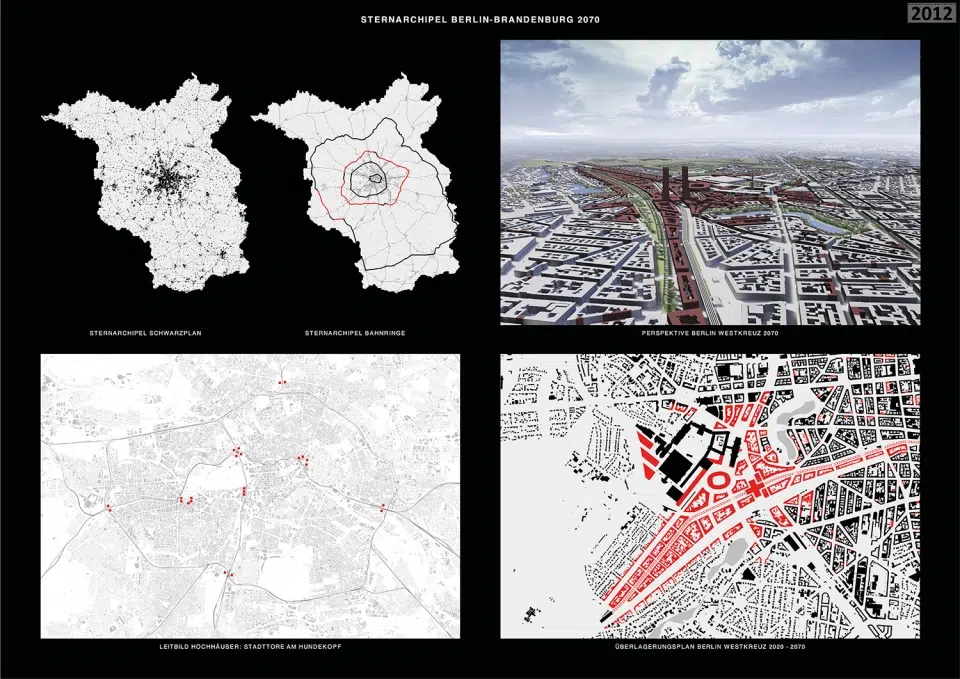 STERNARCHIPEL BERLIN-BRANDENBURG 2070
2012
STERNARCHIPEL SCHWARZPLAN
STERNARCHIPEL BAHNRINGE
PERSPEKTIVE BERLIN WESTKREUZ 2070
LEITBILD HOCHHÄUSER: STADTTORE AM HUNDEKOPF
ÜBERLAGERUNGSPLAN BERLIN WESTKREUZ 2020 - 2070